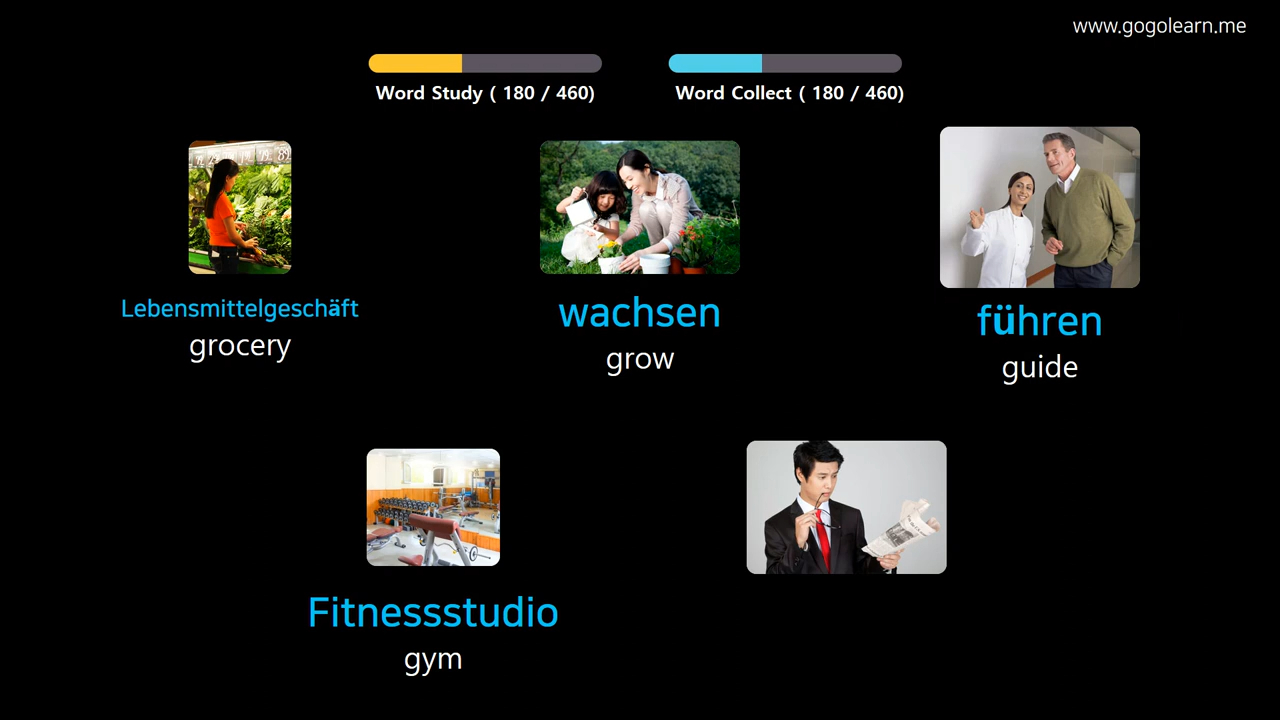 www.gogolearn.me
Word Study ( 180 / 460)
Word Collect ( 180 / 460)
Lebensmittelgeschäft
grocery
wachsen
grow
führen
guide
Fitnessstudio
gym